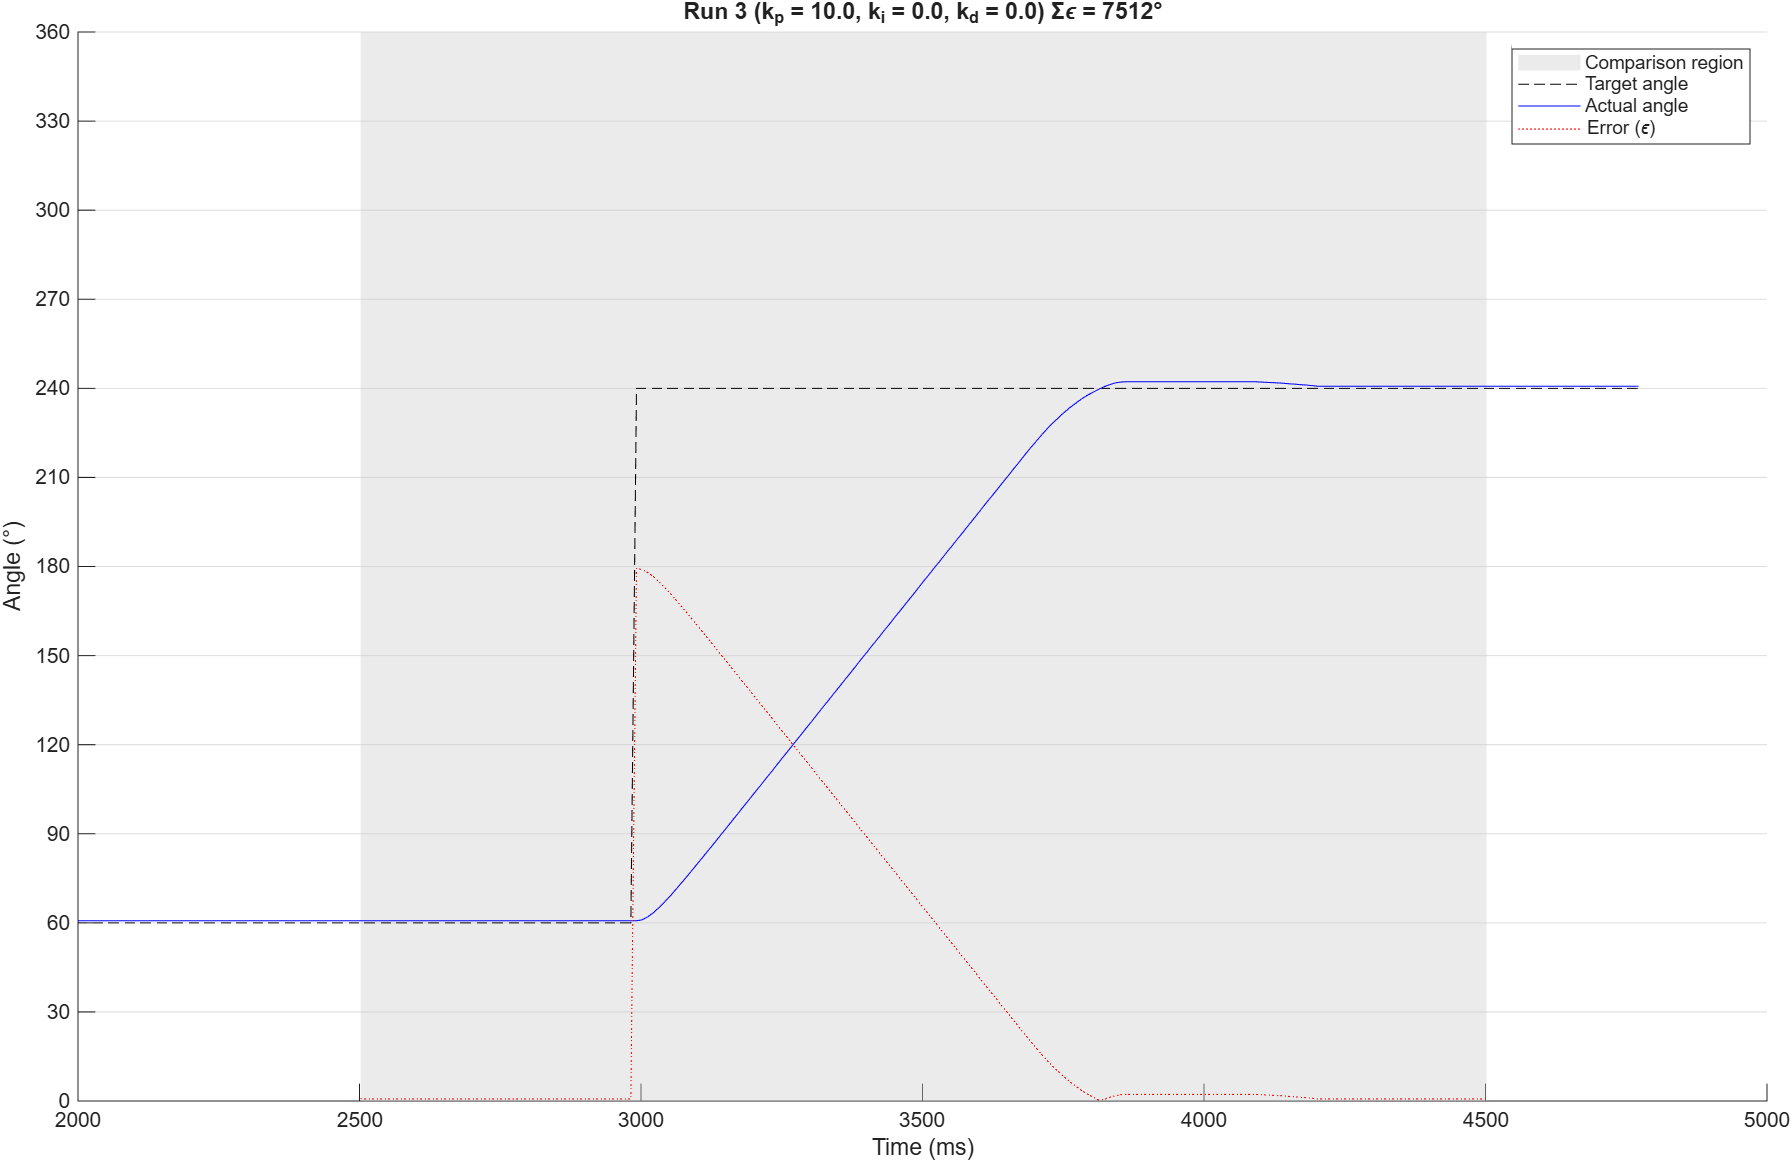 Run 3 (kp = 10.0, ki = 0.0, kd = 0.0) Σϵ = 7512°
360
330
300
270
240
210
180
150
120
90
60
30
0
Angle (°)
Comparison region
Target angle
Actual angle
Error (ϵ)
2000 2500 3000 3500 4000 4500 5000
Time (ms)